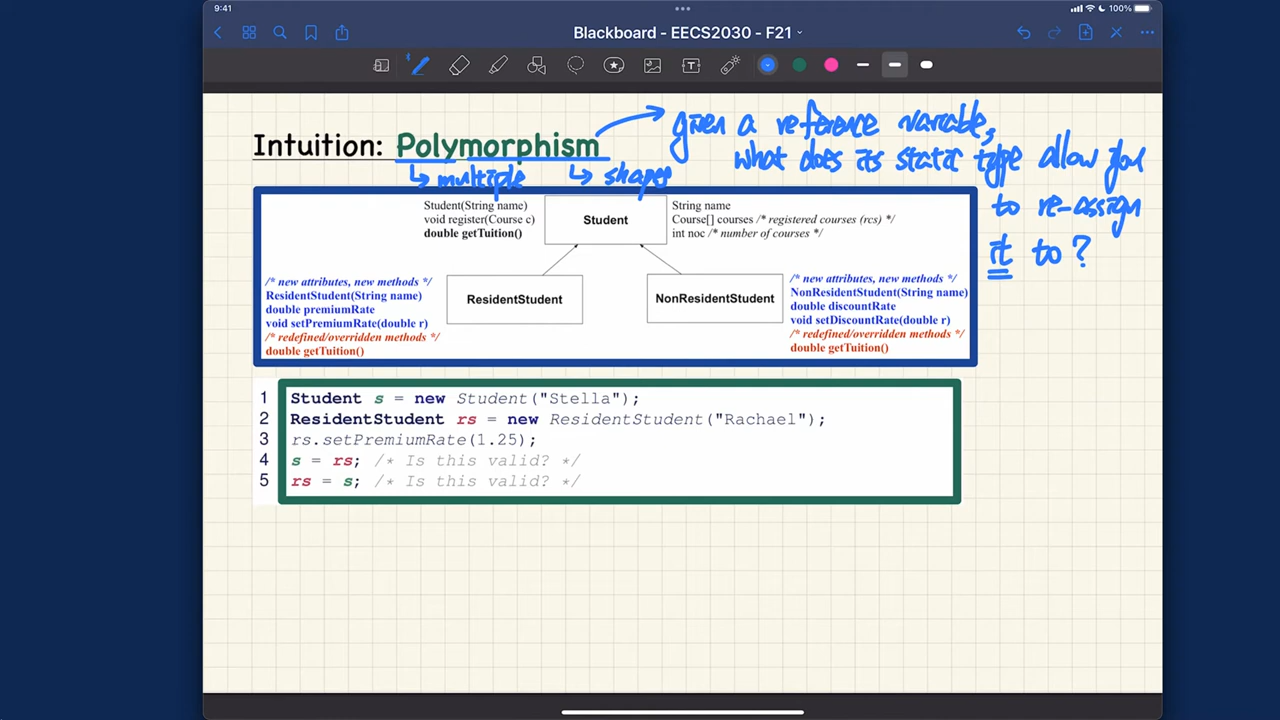 9:41
100%
Blackboard - EECS2030 - F21
Intuition: Polymorphism
multiple
shapes
given a reference variable,
what does its static type allow you
to re-assign
it to ?
Student(String name)
void register(Course c)
double getTuition()
Student
String name
Course[] courses /* registered courses (rcs) */
int noc /* number of courses */
/* new attributes, new methods */
ResidentStudent(String name)
double premiumRate
void setPremiumRate(double r)
/* redefined/overridden methods */
double getTuition()
ResidentStudent
NonResidentStudent
/* new attributes, new methods */
NonResidentStudent(String name)
double discountRate
void setDiscountRate(double r)
/* redefined/overridden methods */
double getTuition()
1 Student s = new Student("Stella");
2 ResidentStudent rs = new ResidentStudent("Rachael");
3 rs.setPremiumRate(1.25);
4 s = rs; /* Is this valid? */
5 rs = s; /* Is this valid? */